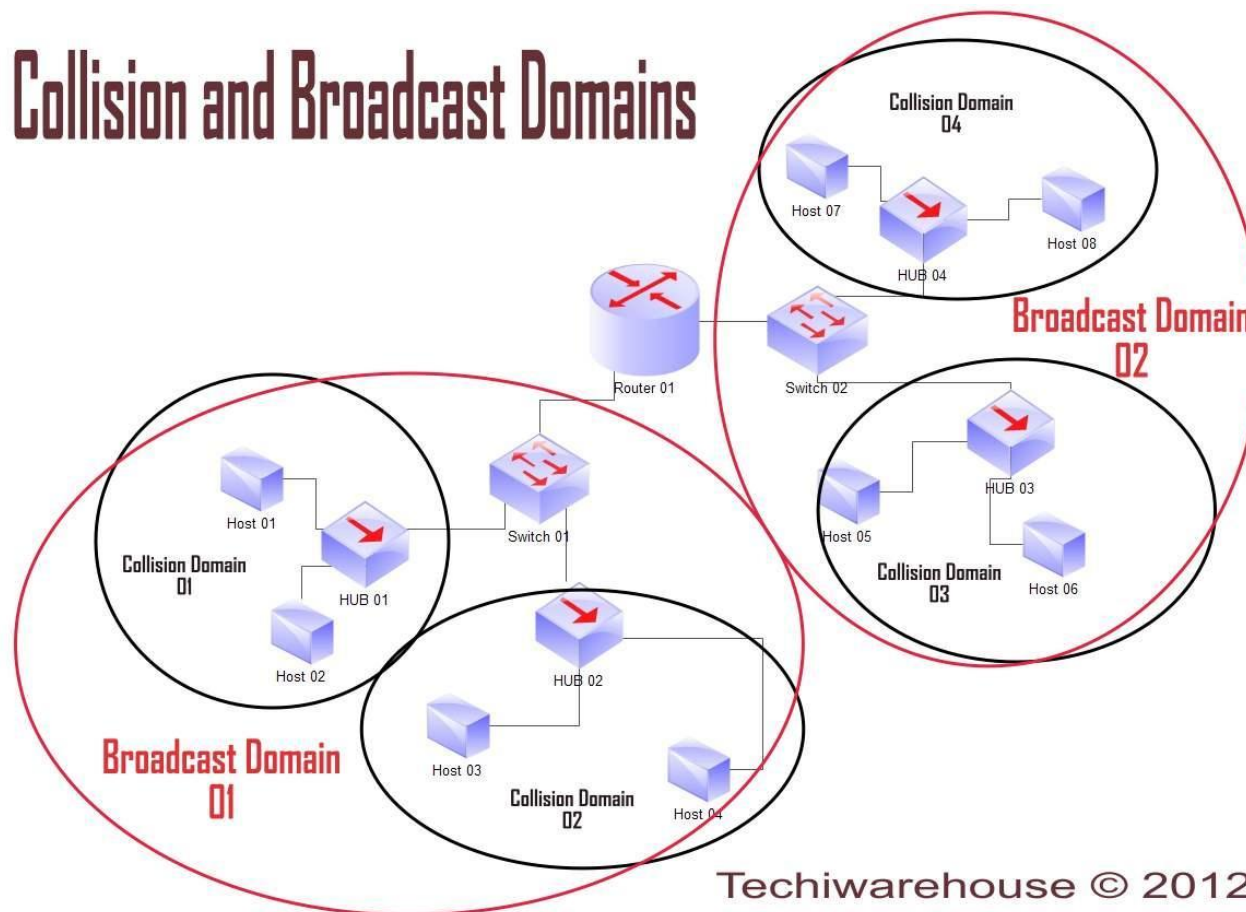 Collision and Broadcast Domains
Collision Domain
04
Host 07
Host 08
HUB 04
Broadcast Domain
02
Router 01
Switch 02
HUB 03
Host 05
Collision Domain
03
Host 06
Host 01
Switch 01
Collision Domain
01
HUB 01
Host 02
HUB 02
Host 03
Broadcast Domain
01
Collision Domain
02
Host 04
Techiwarehouse © 2012